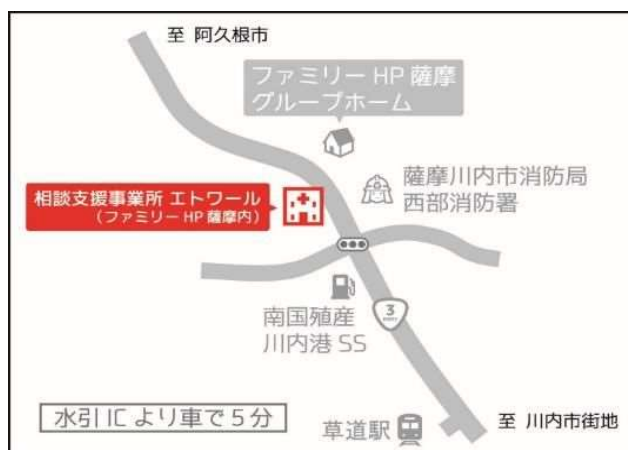 至 阿久根市
ファミリー HP 薩摩
グループホーム
薩摩川内市消防局
西部消防署
相談支援事業所 エトワール
(ファミリー HP 薩摩内)
南国殖産
川内港 SS
3
水引 IC より車で 5 分
草道駅
至 川内市街地